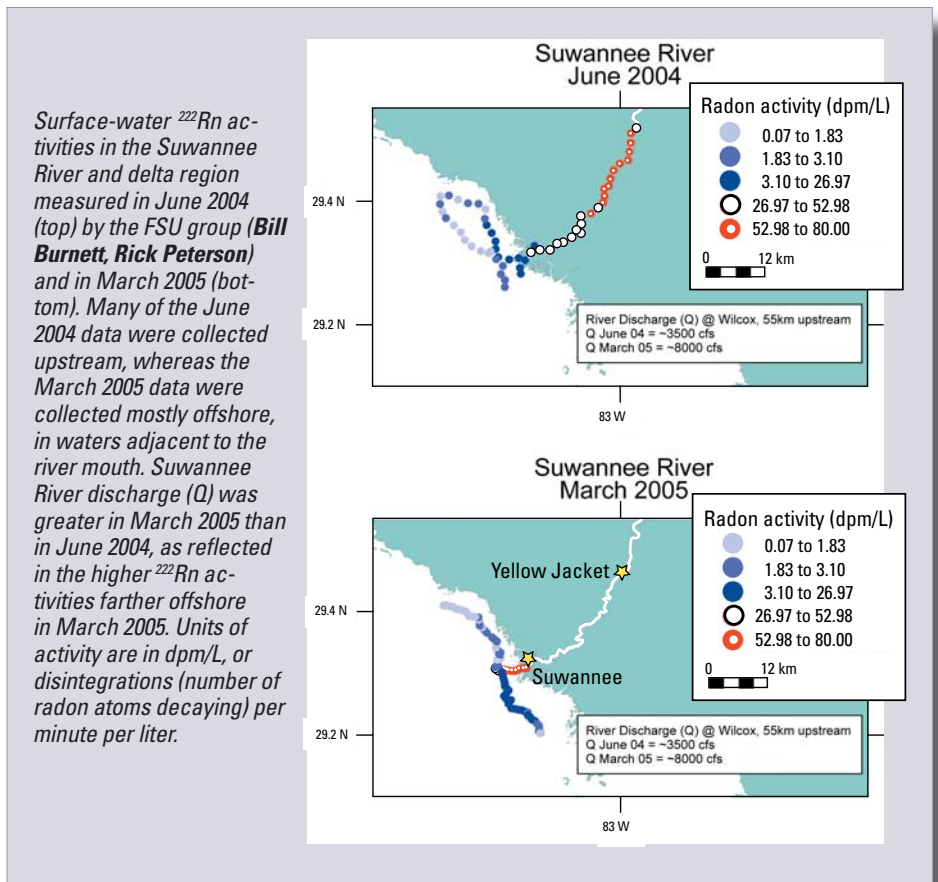 Surface-water ²²²Rn ac-
tivities in the Suwannee
River and delta region
measured in June 2004
(top) by the FSU group (Bill
Burnett, Rick Peterson)
and in March 2005 (bot-
tom). Many of the June
2004 data were collected
upstream, whereas the
March 2005 data were
collected mostly offshore,
in waters adjacent to the
river mouth. Suwannee
River discharge (Q) was
greater in March 2005 than
in June 2004, as reflected
in the higher ²²²Rn ac-
tivities farther offshore
in March 2005. Units of
activity are in dpm/L, or
disintegrations (number of
radon atoms decaying) per
minute per liter.
Suwannee River
June 2004
Radon activity (dpm/L)
0.07 to 1.83
1.83 to 3.10
3.10 to 26.97
26.97 to 52.98
52.98 to 80.00
0 12 km
29.4 N
29.2 N
River Discharge (Q) @ Wilcox, 55km upstream
Q June 04 = ~3500 cfs
Q March 05 = ~8000 cfs
83 W
Suwannee River
March 2005
Radon activity (dpm/L)
0.07 to 1.83
1.83 to 3.10
3.10 to 26.97
26.97 to 52.98
52.98 to 80.00
0 12 km
Yellow Jacket
29.4 N
Suwannee
29.2 N
River Discharge (Q) @ Wilcox, 55km upstream
Q June 04 = ~3500 cfs
Q March 05 = ~8000 cfs
83 W